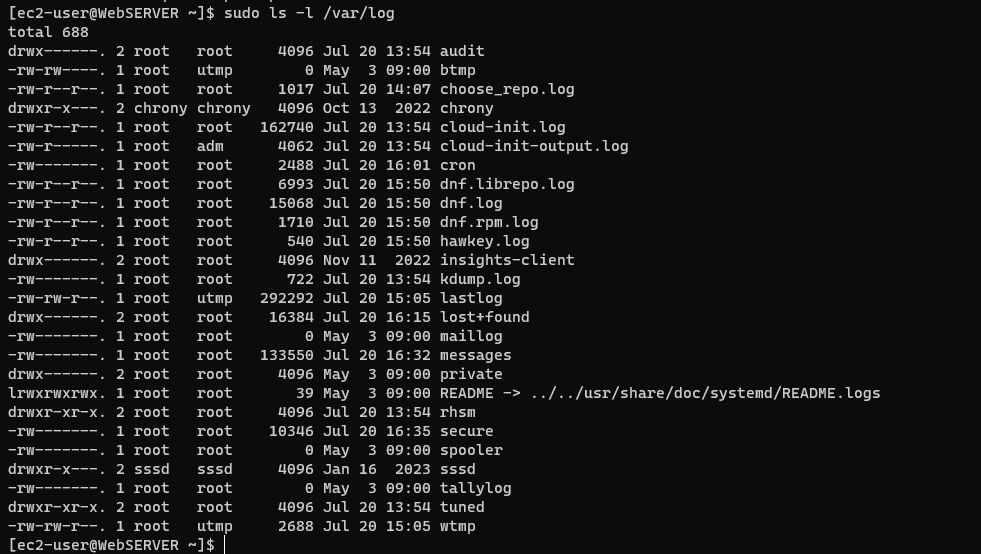 [ec2-user@WebSERVER ~]$ sudo ls -l /var/log
total 688
drwx------. 2 root   root     4096 Jul 20 13:54 audit
-rw-rw----. 1 root   utmp        0 May  3 09:00 btmp
-rw-r--r--. 1 root   root     1017 Jul 20 14:07 choose_repo.log
drwxr-x---. 2 chrony chrony   4096 Oct 13  2022 chrony
-rw-r--r--. 1 root   root   162740 Jul 20 13:54 cloud-init.log
-rw-r-----. 1 root   adm      4062 Jul 20 13:54 cloud-init-output.log
-rw-------. 1 root   root     2488 Jul 20 16:01 cron
-rw-r--r--. 1 root   root     6993 Jul 20 15:50 dnf.librepo.log
-rw-r--r--. 1 root   root    15068 Jul 20 15:50 dnf.log
-rw-r--r--. 1 root   root     1710 Jul 20 15:50 dnf.rpm.log
-rw-r--r--. 1 root   root      540 Jul 20 15:50 hawkey.log
drwx------. 2 root   root     4096 Nov 11  2022 insights-client
-rw-------. 1 root   root      722 Jul 20 13:54 kdump.log
-rw-rw-r--. 1 root   utmp   292292 Jul 20 15:05 lastlog
drwx------. 2 root   root    16384 Jul 20 16:15 lost+found
-rw-------. 1 root   root        0 May  3 09:00 maillog
-rw-------. 1 root   root   133550 Jul 20 16:32 messages
drwx------. 2 root   root     4096 May  3 09:00 private
lrwxrwxrwx. 1 root   root       39 May  3 09:00 README -> ../../usr/share/doc/systemd/README.logs
drwxr-xr-x. 2 root   root     4096 Jul 20 13:54 rhsm
-rw-------. 1 root   root    10346 Jul 20 16:35 secure
-rw-------. 1 root   root        0 May  3 09:00 spooler
drwxr-x---. 2 sssd   sssd     4096 Jan 16  2023 sssd
-rw-------. 1 root   root        0 May  3 09:00 tallylog
drwxr-xr-x. 2 root   root     4096 Jul 20 13:54 tuned
-rw-rw-r--. 1 root   utmp     2688 Jul 20 15:05 wtmp
[ec2-user@WebSERVER ~]$